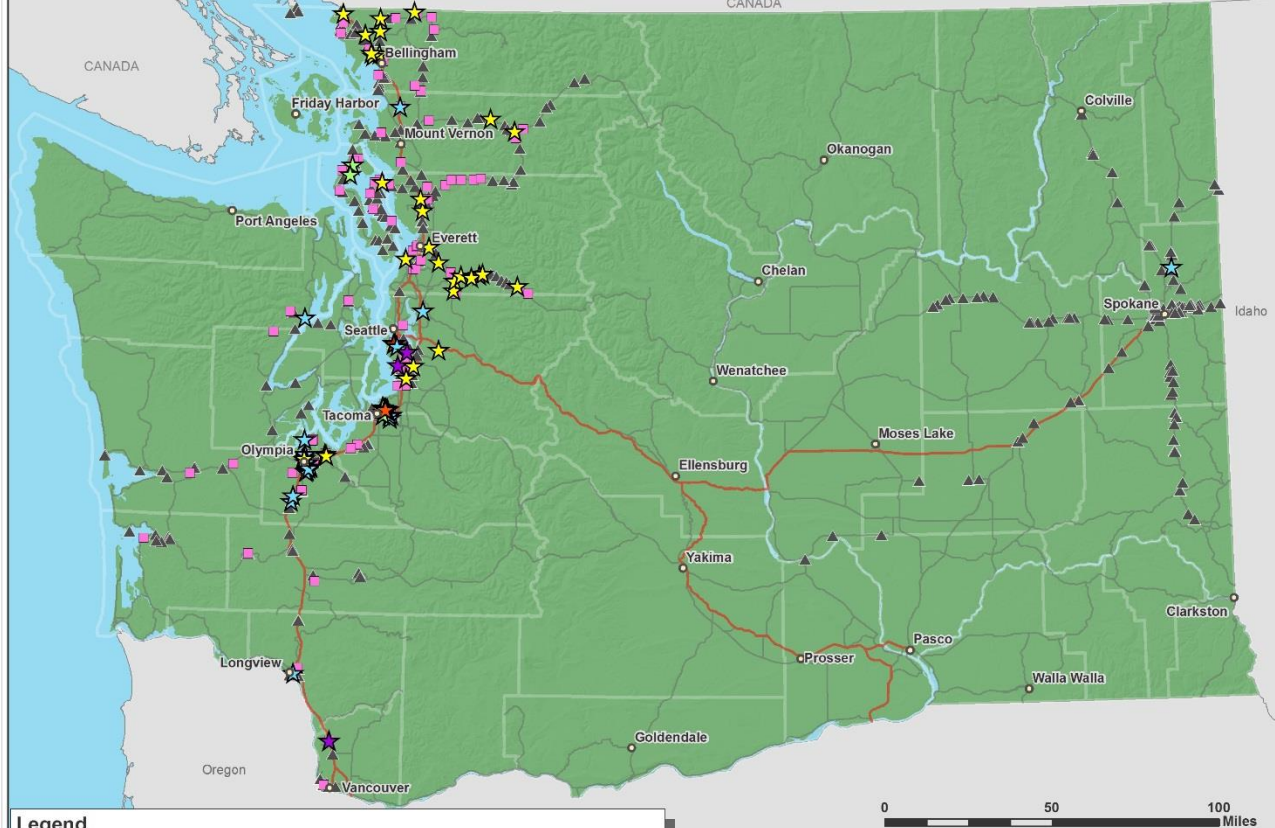 CANADA
CANADA
Bellingham
Friday Harbor
Colville
Mount Vernon
Okanogan
Port Angeles
Everett
Chelan
Spokane
Idaho
Seattle
Wenatchee
Tacoma
Moses Lake
Olympia
Ellensburg
Yakima
Clarkston
Pasco
Longview
Prosser
Walla Walla
Goldendale
Oregon
Vancouver
0 50 100
Miles
Legend